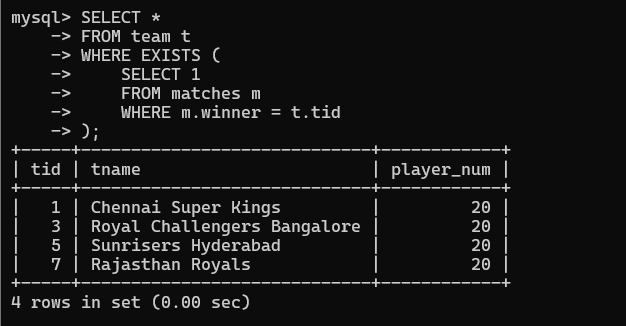 mysql> SELECT *
    -> FROM team t
    -> WHERE EXISTS (
    ->     SELECT 1
    ->     FROM matches m
    ->     WHERE m.winner = t.tid
    -> );
+-----+----------------------------+------------+
| tid | tname                      | player_num |
+-----+----------------------------+------------+
|   1 | Chennai Super Kings        |         20 |
|   3 | Royal Challengers Bangalore |         20 |
|   5 | Sunrisers Hyderabad        |         20 |
|   7 | Rajasthan Royals           |         20 |
+-----+----------------------------+------------+
4 rows in set (0.00 sec)